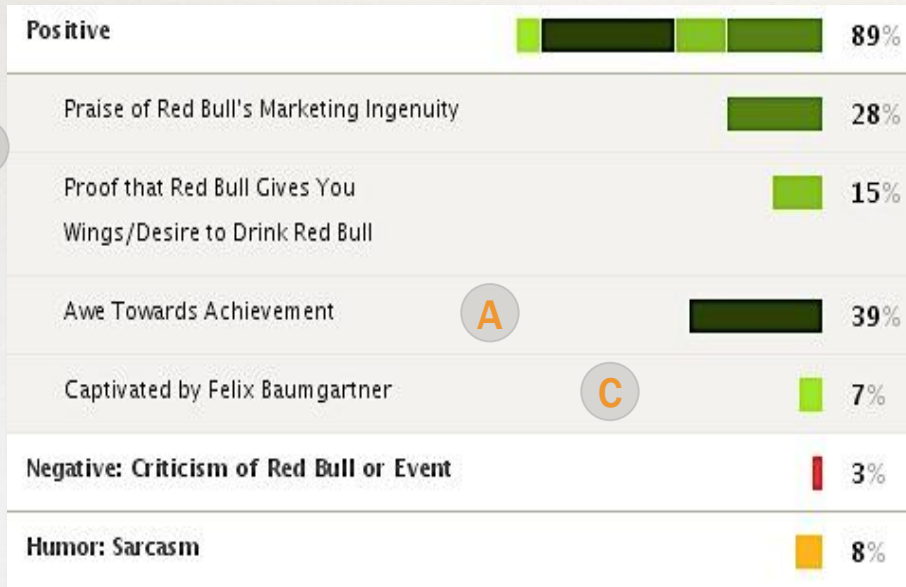 Positive 89%
Praise of Red Bull's Marketing Ingenuity 28%
Proof that Red Bull Gives You 15%
Wings/Desire to Drink Red Bull
Awe Towards Achievement A 39%
Captivated by Felix Baumgartner C 7%
Negative: Criticism of Red Bull or Event 3%
Humor: Sarcasm 8%